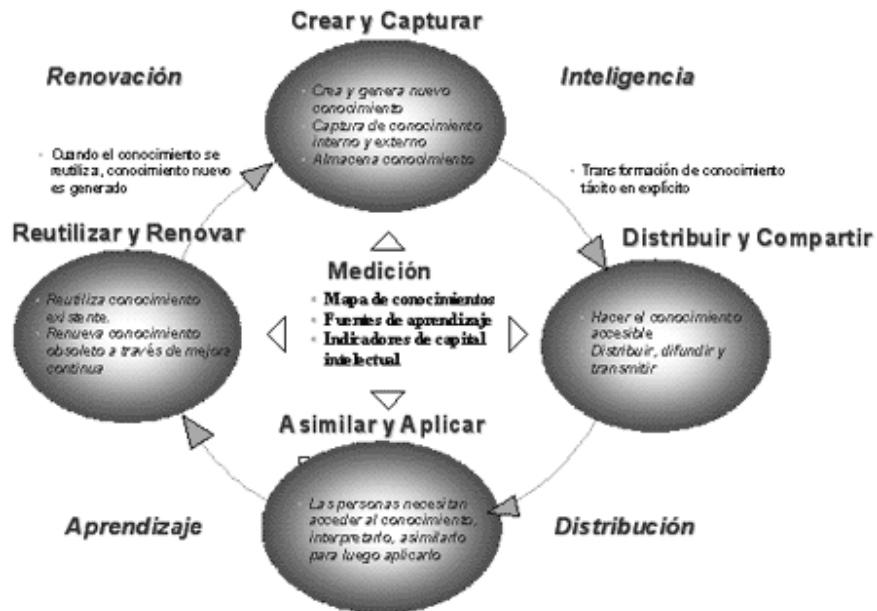 Crear y Capturar
Renovación
Inteligencia
• Crea y genera nuevo
conocimiento
• Captura de conocimiento
interno y externo
• Almacena conocimiento
• Cuando el conocimiento se
reutiliza, conocimiento nuevo
es generado
• Transformación de conocimiento
tácito en explícito
Reutilizar y Renovar
Distribuir y Compartir
Medición
• Mapa de conocimientos
• Fuentes de aprendizaje
• Indicadores de capital
intelectual
• Reutiliza conocimiento
existente.
• Renueva conocimiento
obsoleto a través de mejora
continua
• Hacer el conocimiento
accesible
• Distribuir, difundir y
transmitir
Asimilar y Aplicar
• Las personas necesitan
acceder al conocimiento,
interpretarlo, asimilarlo
para luego aplicarlo
Aprendizaje
Distribución